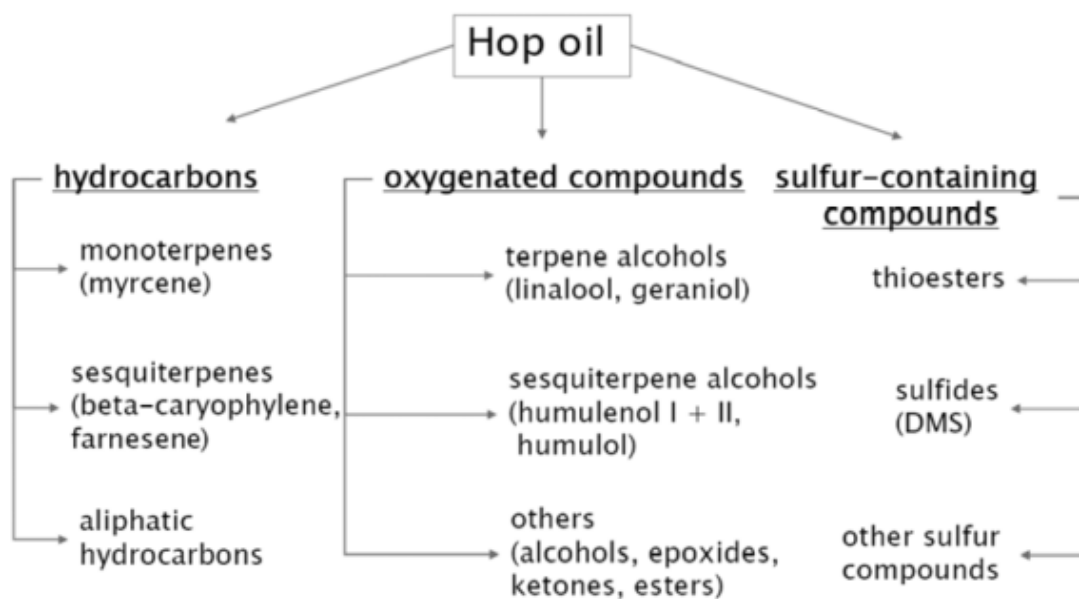 Hop oil
hydrocarbons
monoterpenes
(myrcene)
sesquiterpenes
(beta-caryophylene,
farnesene)
aliphatic
hydrocarbons
oxygenated compounds
terpene alcohols
(linalool, geraniol)
sesquiterpene alcohols
(humulenol I + II,
humulol)
others
(alcohols, epoxides,
ketones, esters)
sulfur-containing
compounds
thioesters
sulfides
(DMS)
other sulfur
compounds